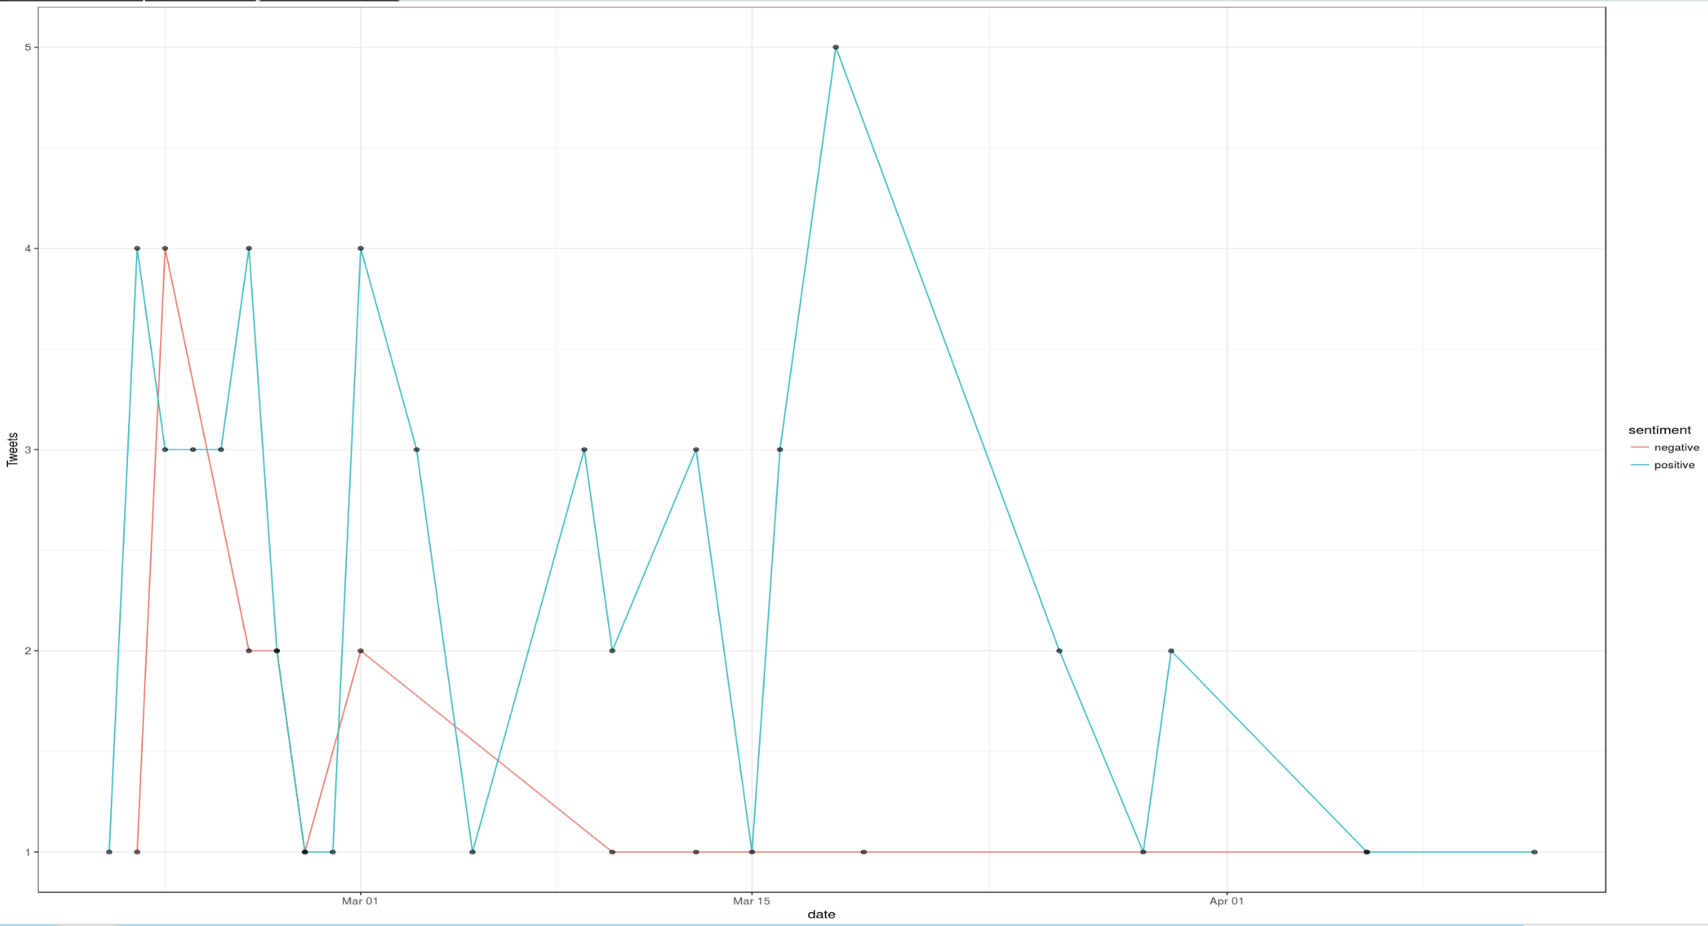 5
4
3
2
1
Tweets
Mar 01
Mar 15
Apr 01
date
sentiment
negative
positive